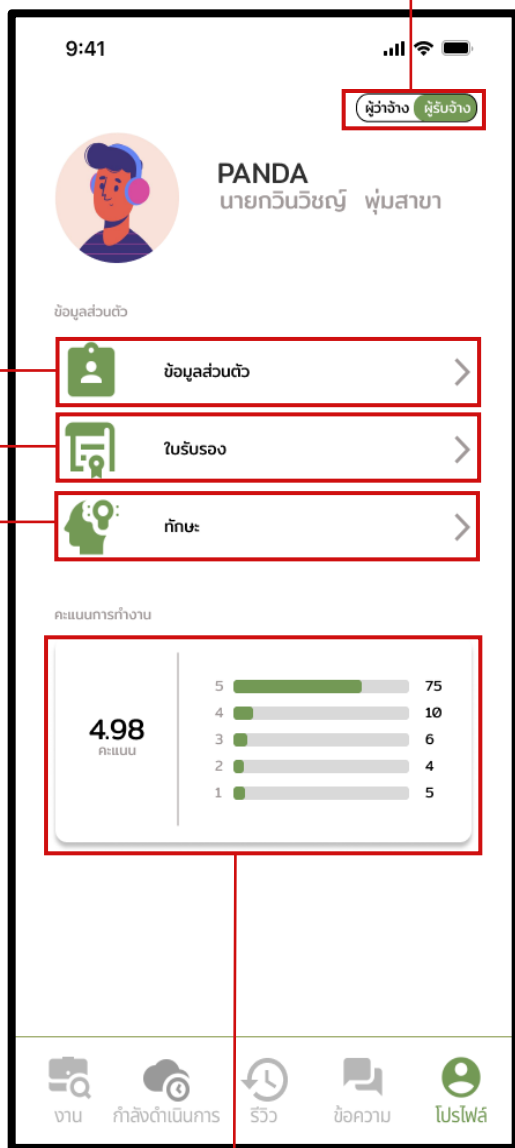 9:41
ผู้ว่าจ้าง ผู้รับจ้าง
PANDA
นายกวินวิชญ์ พุ่มสาขา
ข้อมูลส่วนตัว
ข้อมูลส่วนตัว
ใบรับรอง
ทักษะ
คะแนนการทำงาน
4.98
คะแนน
5 75
4 10
3 6
2 4
1 5
งาน กำลังดำเนินการ รีวิว ข้อความ โปรไฟล์